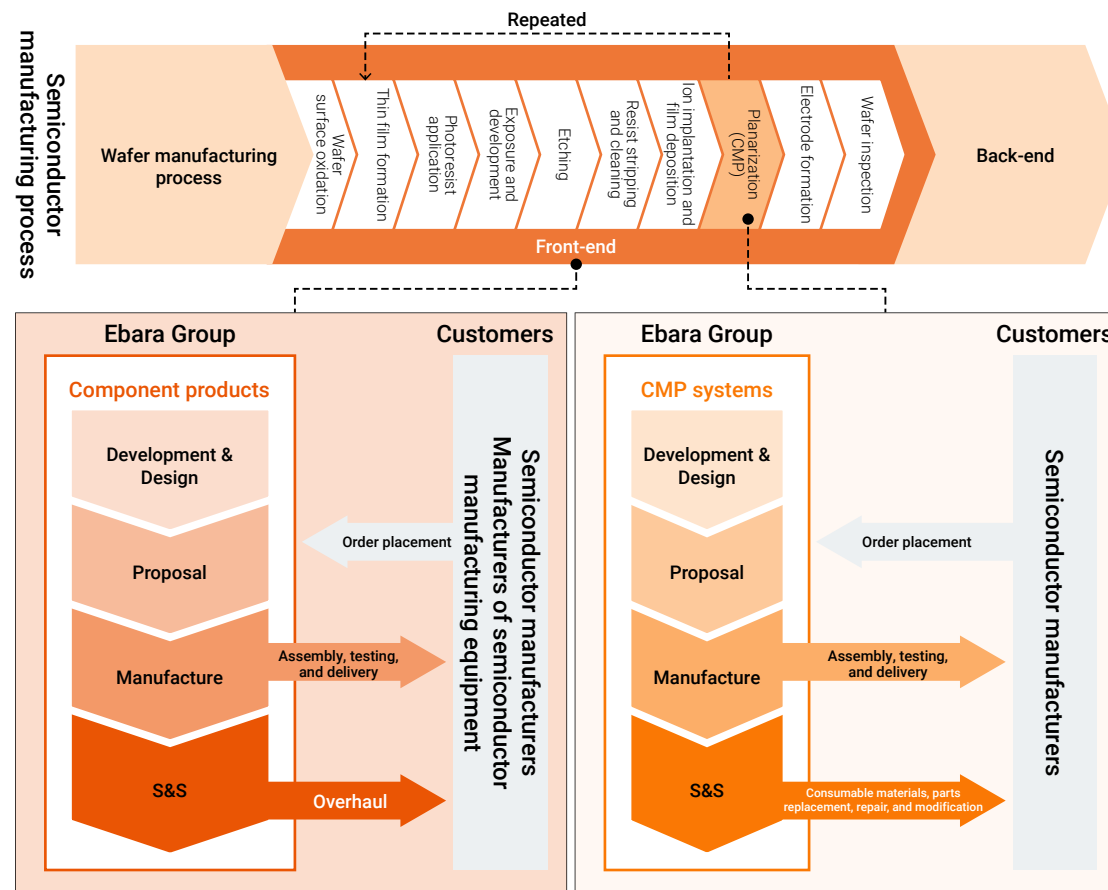 Repeated
Semiconductor
manufacturing process
Wafer manufacturing
process
Wafer
surface oxidation
Thin film formation
Photoresist
application
Exposure and
development
Etching
Resist stripping
and cleaning
Ion implantation and
film deposition
Planarization
(CMP)
Electrode formation
Wafer inspection
Back-end
Front-end
Ebara Group
Customers
Component products
Development &
Design
Proposal
Manufacture
S&S
Order placement
Assembly, testing,
and delivery
Overhaul
Semiconductor manufacturers
Manufacturers of semiconductor
manufacturing equipment
Ebara Group
Customers
CMP systems
Development &
Design
Proposal
Manufacture
S&S
Order placement
Assembly, testing,
and delivery
Consumable materials, parts
replacement, repair, and modification
Semiconductor manufacturers